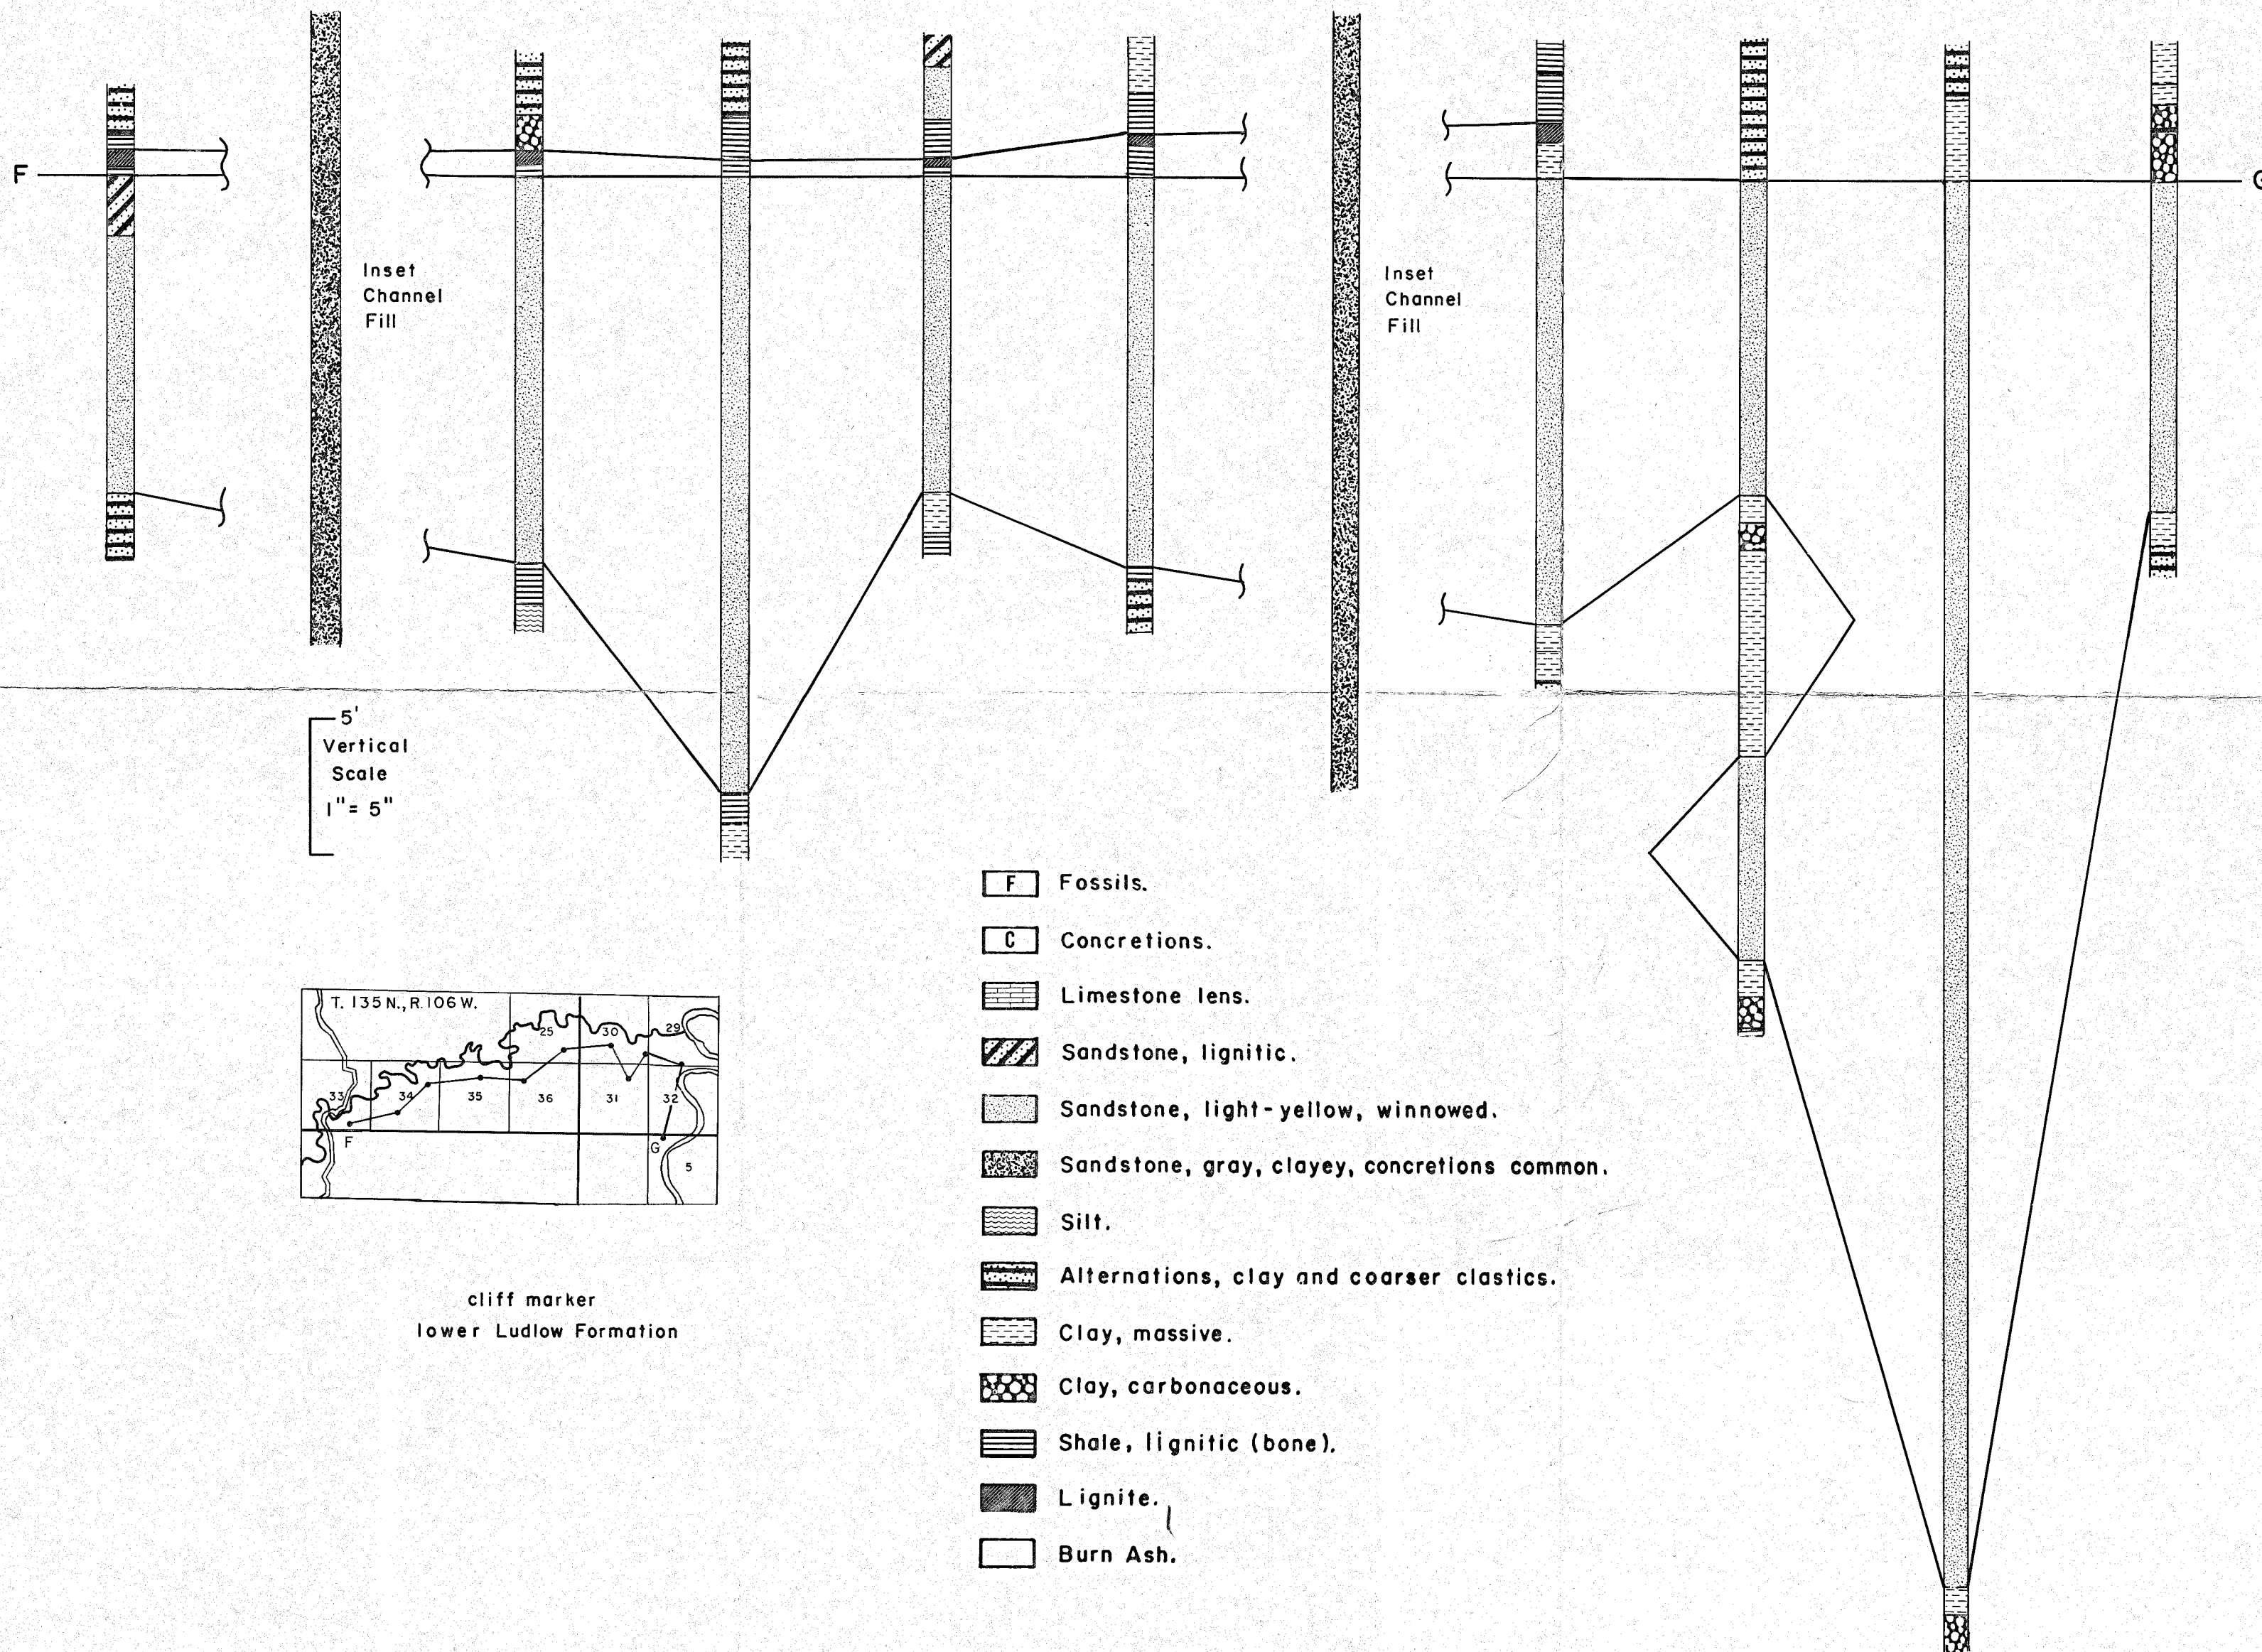 F
G
Inset
Channel
Fill
Inset
Channel
Fill
5'
Vertical
Scale
1"= 5"
T. 135 N., R. 106 W.
25
30
29
33
34
35
36
31
32
F
G
5
cliff marker
lower Ludlow Formation
F Fossils.
C Concretions.
Limestone lens.
Sandstone, lignitic.
Sandstone, light-yellow, winnowed.
Sandstone, gray, clayey, concretions common.
Silt.
Alternations, clay and coarser clastics.
Clay, massive.
Clay, carbonaceous.
Shale, lignitic (bone).
Lignite.
Burn Ash.